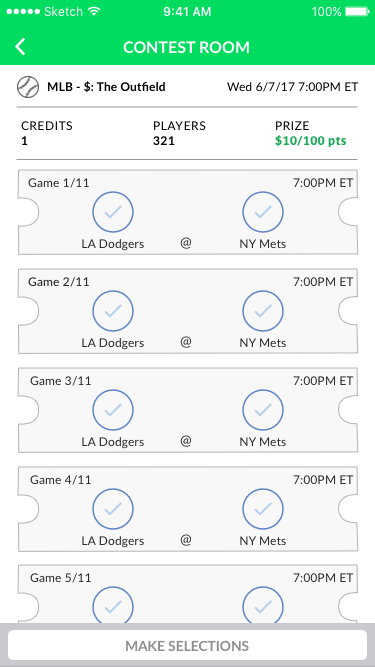 Sketch 9:41 AM 100%
CONTEST ROOM
MLB - $: The Outfield Wed 6/7/17 7:00PM ET
CREDITS PLAYERS PRIZE
1 321 $10/100 pts
Game 1/11 7:00PM ET
LA Dodgers @ NY Mets
Game 2/11 7:00PM ET
LA Dodgers @ NY Mets
Game 3/11 7:00PM ET
LA Dodgers @ NY Mets
Game 4/11 7:00PM ET
LA Dodgers @ NY Mets
Game 5/11 7:00PM ET
MAKE SELECTIONS